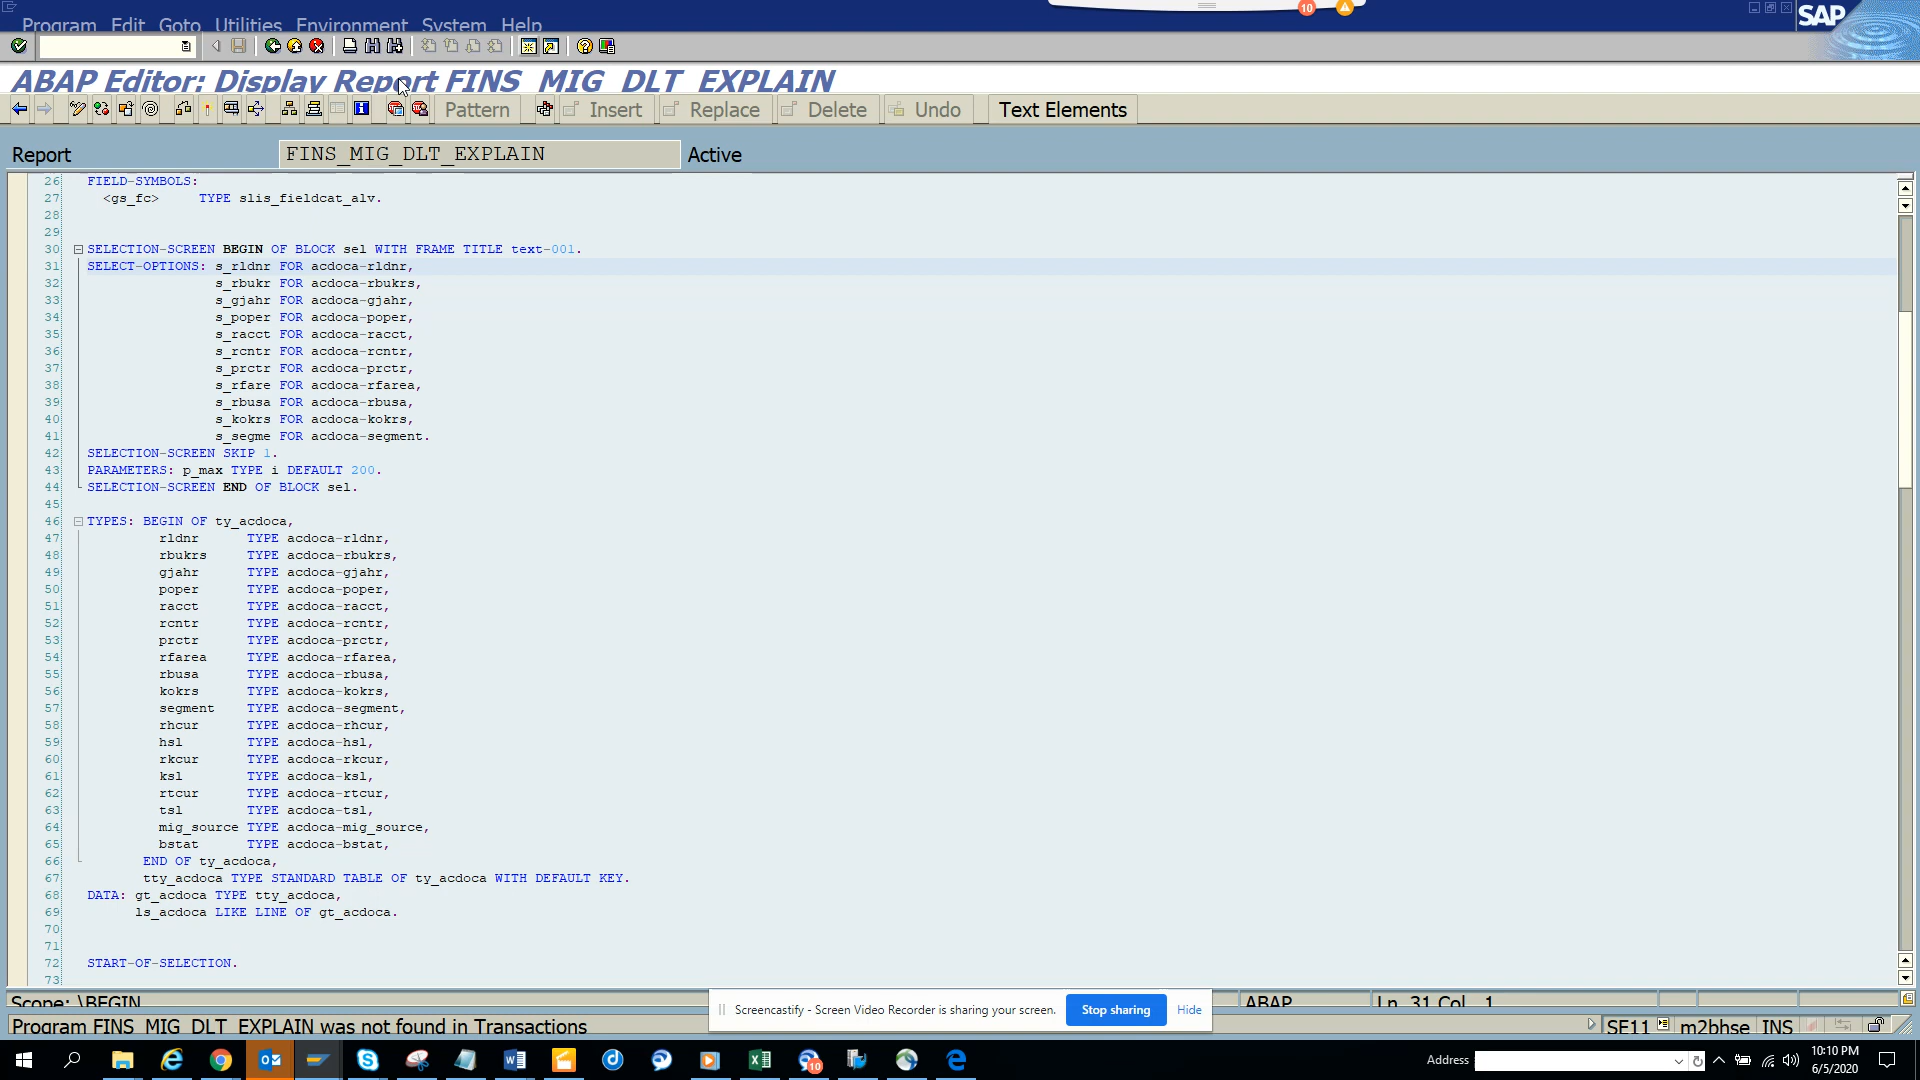 Program Edit Goto Utilities Environment System Help
10
SAP
ABAP Editor: Display Report FINS_MIG_DLT_EXPLAIN
Pattern Insert Replace Delete Undo Text Elements
Report FINS_MIG_DLT_EXPLAIN Active
26 FIELD-SYMBOLS:
27 <gs_fc> TYPE slis_fieldcat_alv.
28
29
30 SELECTION-SCREEN BEGIN OF BLOCK sel WITH FRAME TITLE text-001.
31 SELECT-OPTIONS: s_rldnr FOR acdoca-rldnr,
32 s_rbukr FOR acdoca-rbukrs,
33 s_gjahr FOR acdoca-gjahr,
34 s_poper FOR acdoca-poper,
35 s_racct FOR acdoca-racct,
36 s_rcntr FOR acdoca-rcntr,
37 s_prctr FOR acdoca-prctr,
38 s_rfare FOR acdoca-rfarea,
39 s_rbusa FOR acdoca-rbusa,
40 s_kokrs FOR acdoca-kokrs,
41 s_segme FOR acdoca-segment.
42 SELECTION-SCREEN SKIP 1.
43 PARAMETERS: p_max TYPE i DEFAULT 200.
44 SELECTION-SCREEN END OF BLOCK sel.
45
46 TYPES: BEGIN OF ty_acdoca,
47 rldnr TYPE acdoca-rldnr,
48 rbukrs TYPE acdoca-rbukrs,
49 gjahr TYPE acdoca-gjahr,
50 poper TYPE acdoca-poper,
51 racct TYPE acdoca-racct,
52 rcntr TYPE acdoca-rcntr,
53 prctr TYPE acdoca-prctr,
54 rfarea TYPE acdoca-rfarea,
55 rbusa TYPE acdoca-rbusa,
56 kokrs TYPE acdoca-kokrs,
57 segment TYPE acdoca-segment,
58 rhcur TYPE acdoca-rhcur,
59 hsl TYPE acdoca-hsl,
60 rkcur TYPE acdoca-rkcur,
61 ksl TYPE acdoca-ksl,
62 rtcur TYPE acdoca-rtcur,
63 tsl TYPE acdoca-tsl,
64 mig_source TYPE acdoca-mig_source,
65 bstat TYPE acdoca-bstat,
66 END OF ty_acdoca,
67 tty_acdoca TYPE STANDARD TABLE OF ty_acdoca WITH DEFAULT KEY.
68 DATA: gt_acdoca TYPE tty_acdoca,
69 ls_acdoca LIKE LINE OF gt_acdoca.
70
71
72 START-OF-SELECTION.
73
Scope: \BEGIN ABAP Ln 31 Col 1
Screencastify - Screen Video Recorder is sharing your screen. Stop sharing Hide
Program FINS_MIG_DLT_EXPLAIN was not found in Transactions SE11 m2bhse INS
10
Address
10:10 PM
6/5/2020